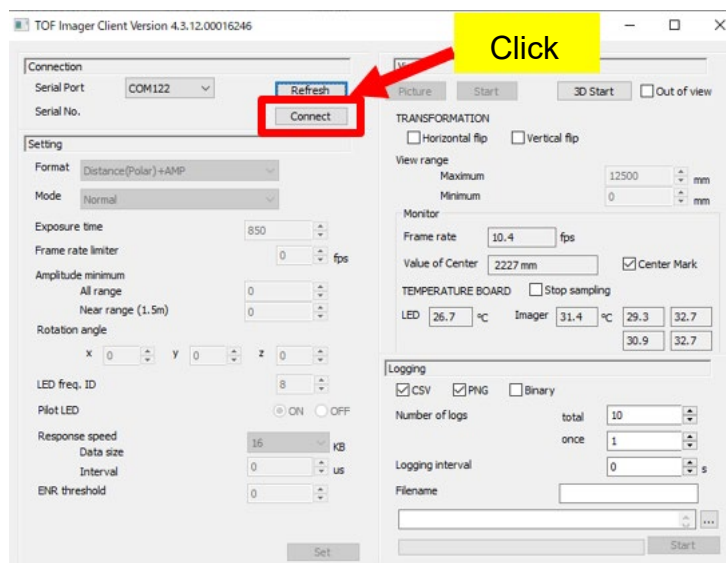 TOF Imager Client Version 4.3.12.00016246
Click
Connection
Serial Port COM122 Refresh
Serial No. Connect
Setting
Format Distance(Polar)+AMP
Mode Normal
Exposure time 850
Frame rate limiter 0 fps
Amplitude minimum
All range 0
Near range (1.5m) 0
Rotation angle
x 0 y 0 z 0
LED freq. ID 8
Pilot LED ON OFF
Response speed
Data size 16 KB
Interval 0 us
ENR threshold 0
Set
Picture Start 3D Start Out of view
TRANSFORMATION
Horizontal flip Vertical flip
View range
Maximum 12500 mm
Minimum 0 mm
Monitor
Frame rate 10.4 fps
Value of Center 2227 mm Center Mark
TEMPERATURE BOARD Stop sampling
LED 26.7 ℃ Imager 31.4 ℃ 29.3 32.7
30.9 32.7
Logging
CSV PNG Binary
Number of logs total 10
once 1
Logging interval 0 s
Filename
...
Start